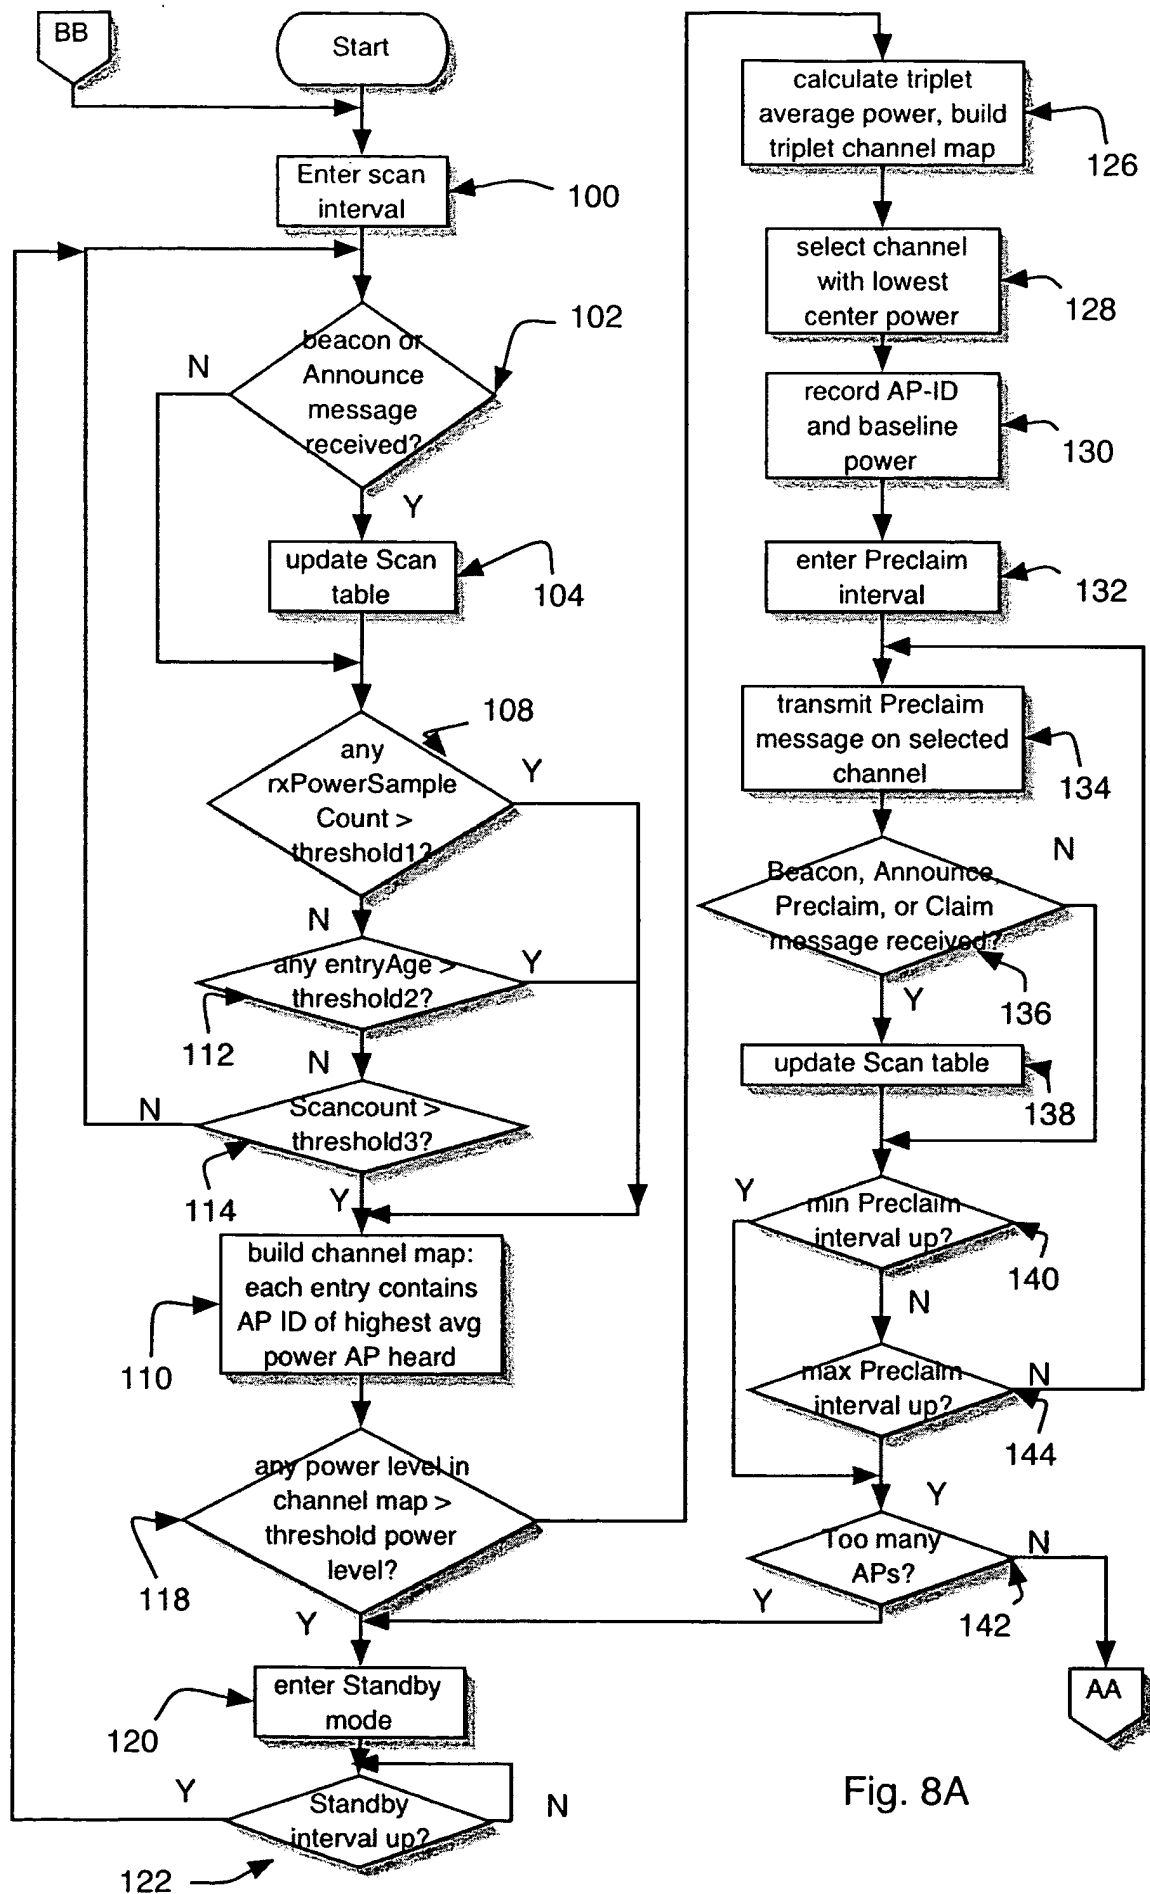 BB
Start
Enter scan
interval
100
beacon or
Announce
message
received?
102
N
Y
update Scan
table
104
any
rxPowerSample
Count >
threshold1?
108
Y
N
any entryAge >
threshold2?
Y
112
N
Scancount >
threshold3?
N
114
Y
build channel map:
each entry contains
AP ID of highest avg
power AP heard
110
any power level in
channel map >
threshold power
level?
118
Y
enter Standby
mode
120
Y
Standby
interval up?
N
122
calculate triplet
average power, build
triplet channel map
126
select channel
with lowest
center power
128
record AP-ID
and baseline
power
130
enter Preclaim
interval
132
transmit Preclaim
message on selected
channel
134
N
Beacon, Announce,
Preclaim, or Claim
message received?
136
Y
update Scan table
138
Y
min Preclaim
interval up?
140
N
max Preclaim
interval up?
N
144
Y
Too many
APs?
N
142
Y
AA
Fig. 8A